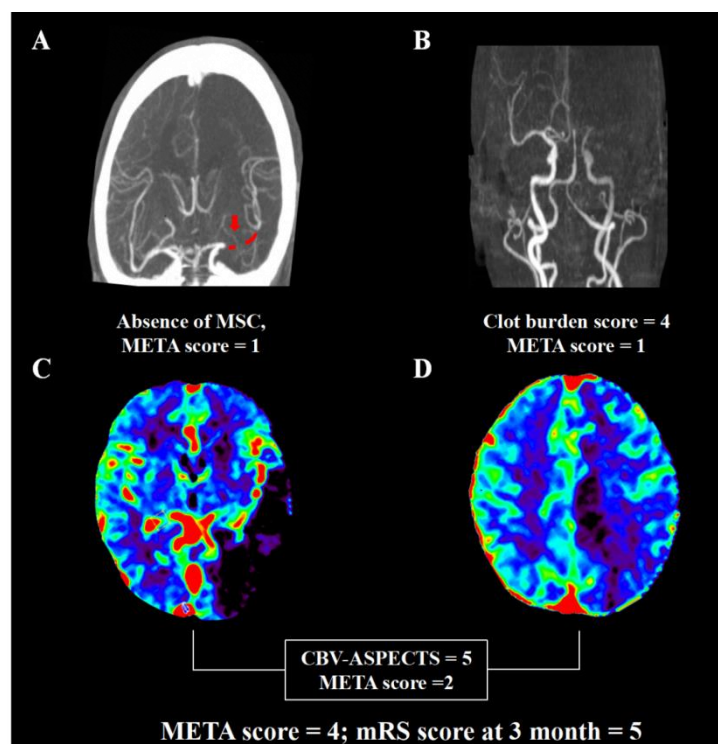 A
B
Absence of MSC,
META score = 1
Clot burden score = 4
META score = 1
C
D
CBV-ASPECTS = 5
META score =2
META score = 4; mRS score at 3 month = 5